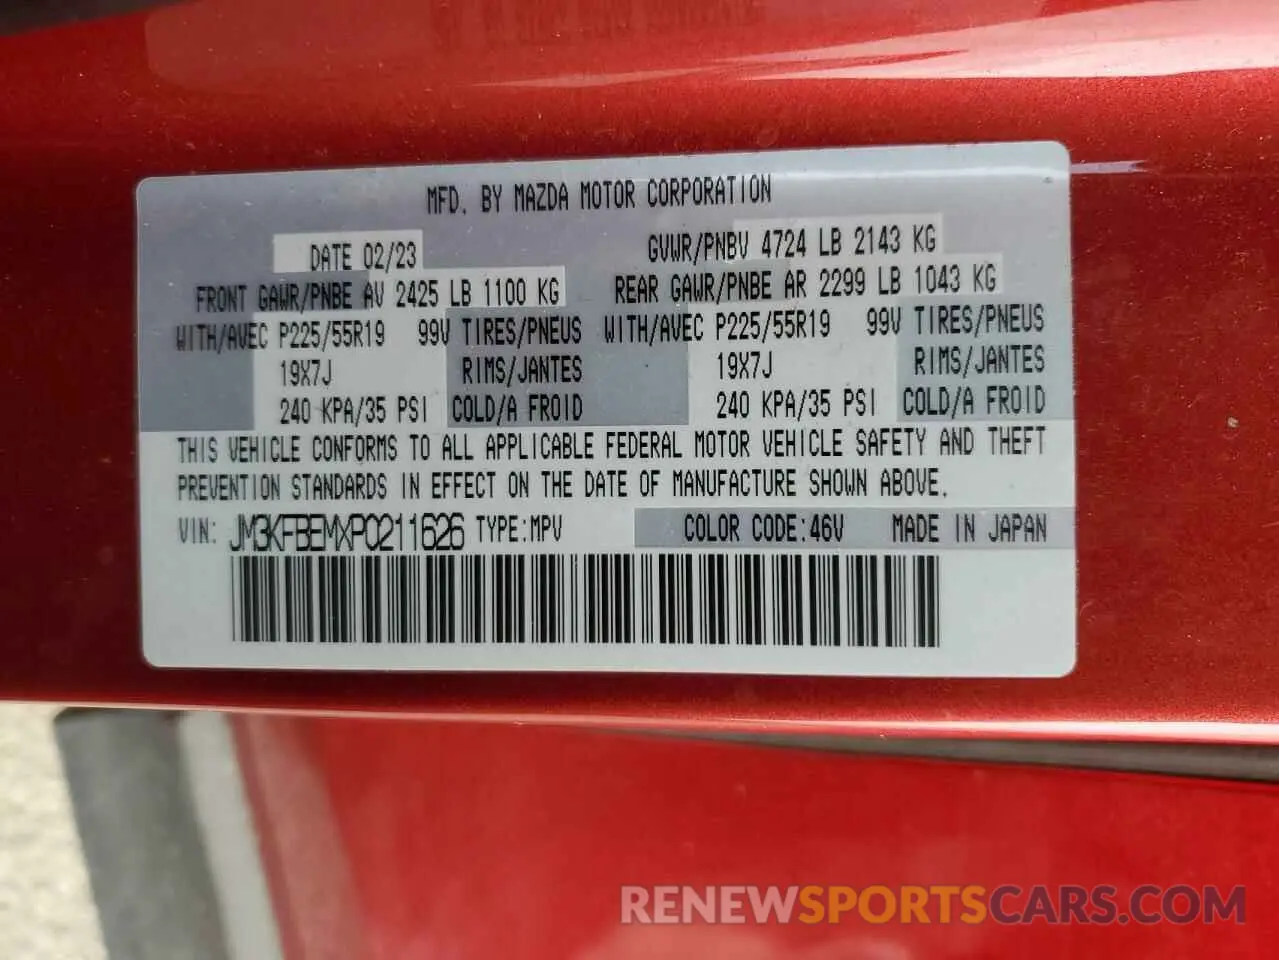 MFD. BY MAZDA MOTOR CORPORATION
DATE 02/23 GVWR/PNBV 4724 LB 2143 KG
FRONT GAWR/PNBE AV 2425 LB 1100 KG REAR GAWR/PNBE AR 2299 LB 1043 KG
WITH/AVEC P225/55R19 99V TIRES/PNEUS WITH/AVEC P225/55R19 99V TIRES/PNEUS
19X7J RIMS/JANTES 19X7J RIMS/JANTES
240 KPA/35 PSI COLD/A FROID 240 KPA/35 PSI COLD/A FROID
THIS VEHICLE CONFORMS TO ALL APPLICABLE FEDERAL MOTOR VEHICLE SAFETY AND THEFT
PREVENTION STANDARDS IN EFFECT ON THE DATE OF MANUFACTURE SHOWN ABOVE.
VIN: JM3KFBEMXP0211626 TYPE:MPV COLOR CODE:46V MADE IN JAPAN
RENEWSPORTSCARS.COM